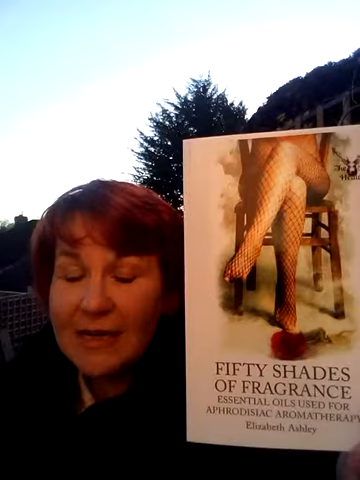 FIFTY SHADES
OF FRAGRANCE
ESSENTIAL OILS USED FOR
APHRODISIAC AROMATHERAPY
Elizabeth Ashley